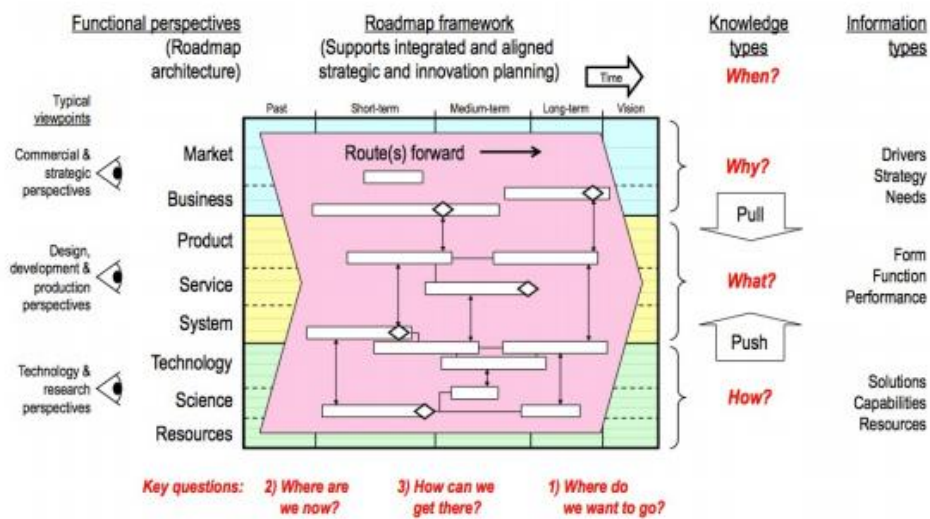 Functional perspectives
(Roadmap
architecture)
Roadmap framework
(Supports integrated and aligned
strategic and innovation planning)
Time
Knowledge
types
When?
Information
types
Past
Short-term
Medium-term
Long-term
Vision
Typical
viewpoints
Commercial &
strategic
perspectives
Market
Business
Route(s) forward
Why?
Drivers
Strategy
Needs
Pull
Design,
development &
production
perspectives
Product
Service
System
What?
Form
Function
Performance
Push
Technology &
research
perspectives
Technology
Science
Resources
How?
Solutions
Capabilities
Resources
Key questions:
2) Where are
we now?
3) How can we
get there?
1) Where do
we want to go?